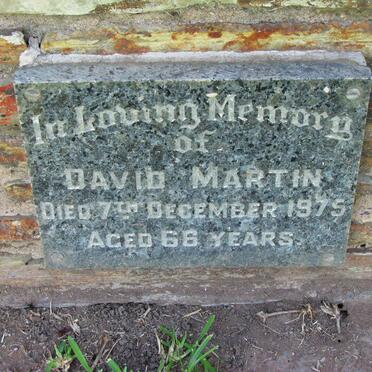 In Loving Memory
of
DAVID MARTIN
DIED 7TH DECEMBER 1975
AGED 66 YEARS.